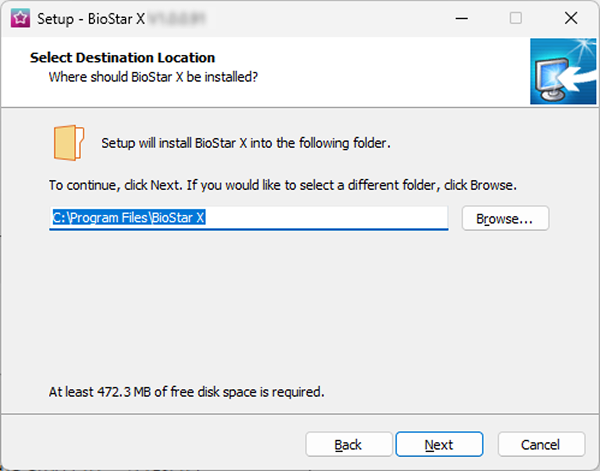 Setup - BioStar X
Select Destination Location
Where should BioStar X be installed?
Setup will install BioStar X into the following folder.
To continue, click Next. If you would like to select a different folder, click Browse.
C:\Program Files\BioStar X
Browse...
At least 472.3 MB of free disk space is required.
Back
Next
Cancel